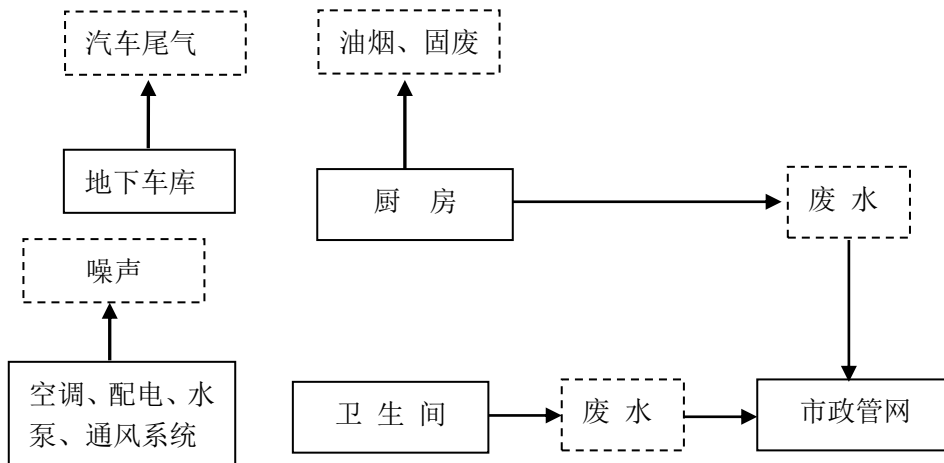 汽车尾气
油烟、固废
地下车库
厨 房
废 水
噪声
空调、配电、水
泵、通风系统
卫 生 间
废 水
市政管网